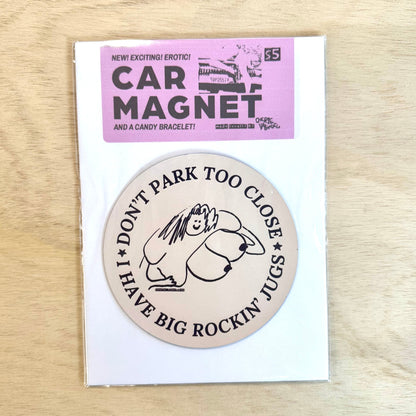 NEW! EXCITING! EROTIC!
$5
CAR
MAGNET
AND A CANDY BRACELET!
★ DON'T PARK TOO CLOSE ★
I HAVE BIG ROCKIN' JUGS